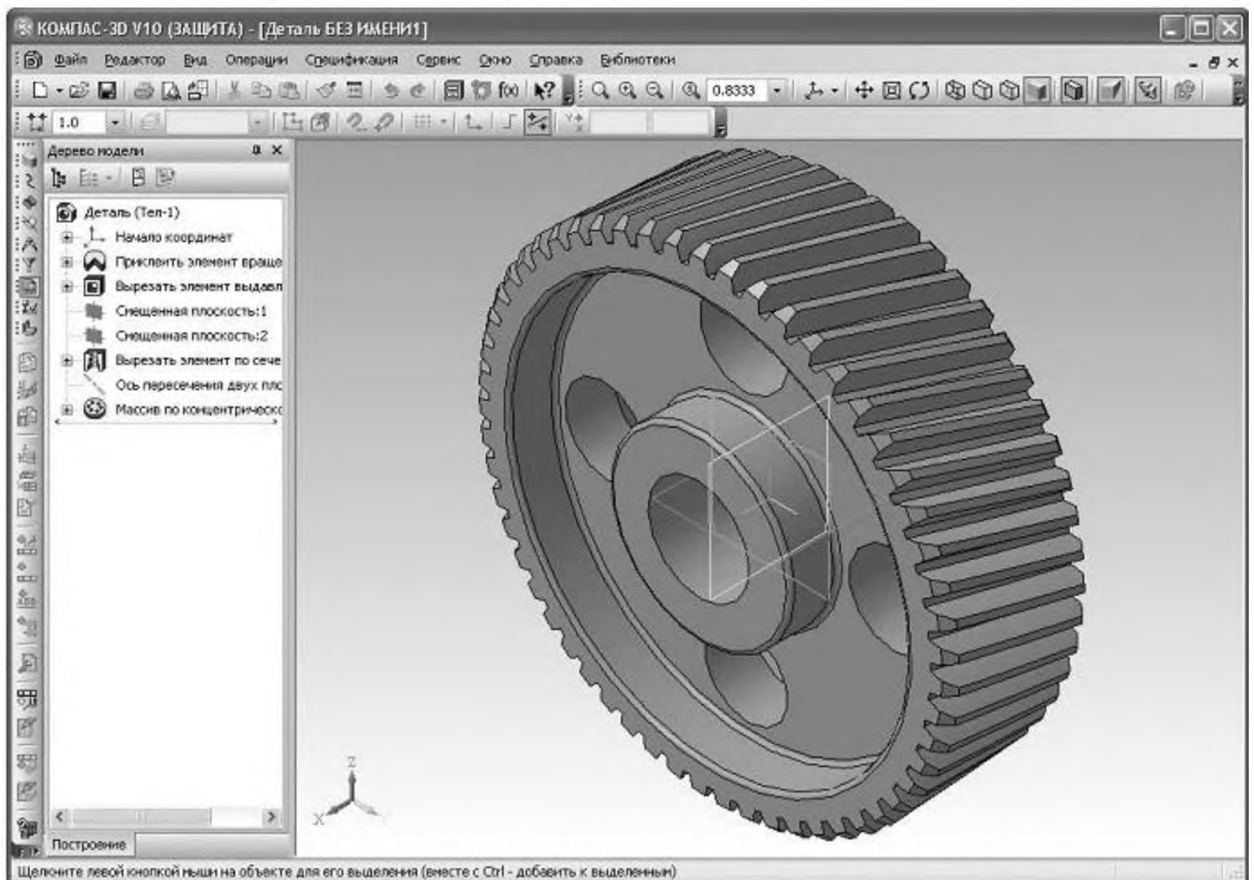 КОМПАС-3D V10 (ЗАЩИТА) - [Деталь БЕЗ ИМЕНИ1]
Файл Редактор Вид Операции Спецификация Сервис Окно Справка Библиотеки
f(x) 0.8333
1.0
Дерево модели
Деталь (Тел-1)
Начало координат
Приклеить элемент враще
Вырезать элемент выдавл
Смещенная плоскость:1
Смещенная плоскость:2
Вырезать элемент по сече
Ось пересечения двух плс
Массив по концентрическо
Z
X
Построение
Щелкните левой кнопкой мыши на объекте для его выделения (вместе с Ctrl - добавить к выделенным)